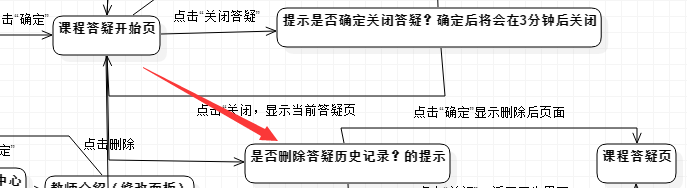 击“确定”
课程答疑开始页
点击“关闭答疑”
提示是否确定关闭答疑？确定后将会在3分钟后关闭
点击“关闭，显示当前答疑页
点击“确定”显示删除后页面
点击删除
定”
是否删除答疑历史记录？的提示
课程答疑页
中心
教师介绍（修改面板）